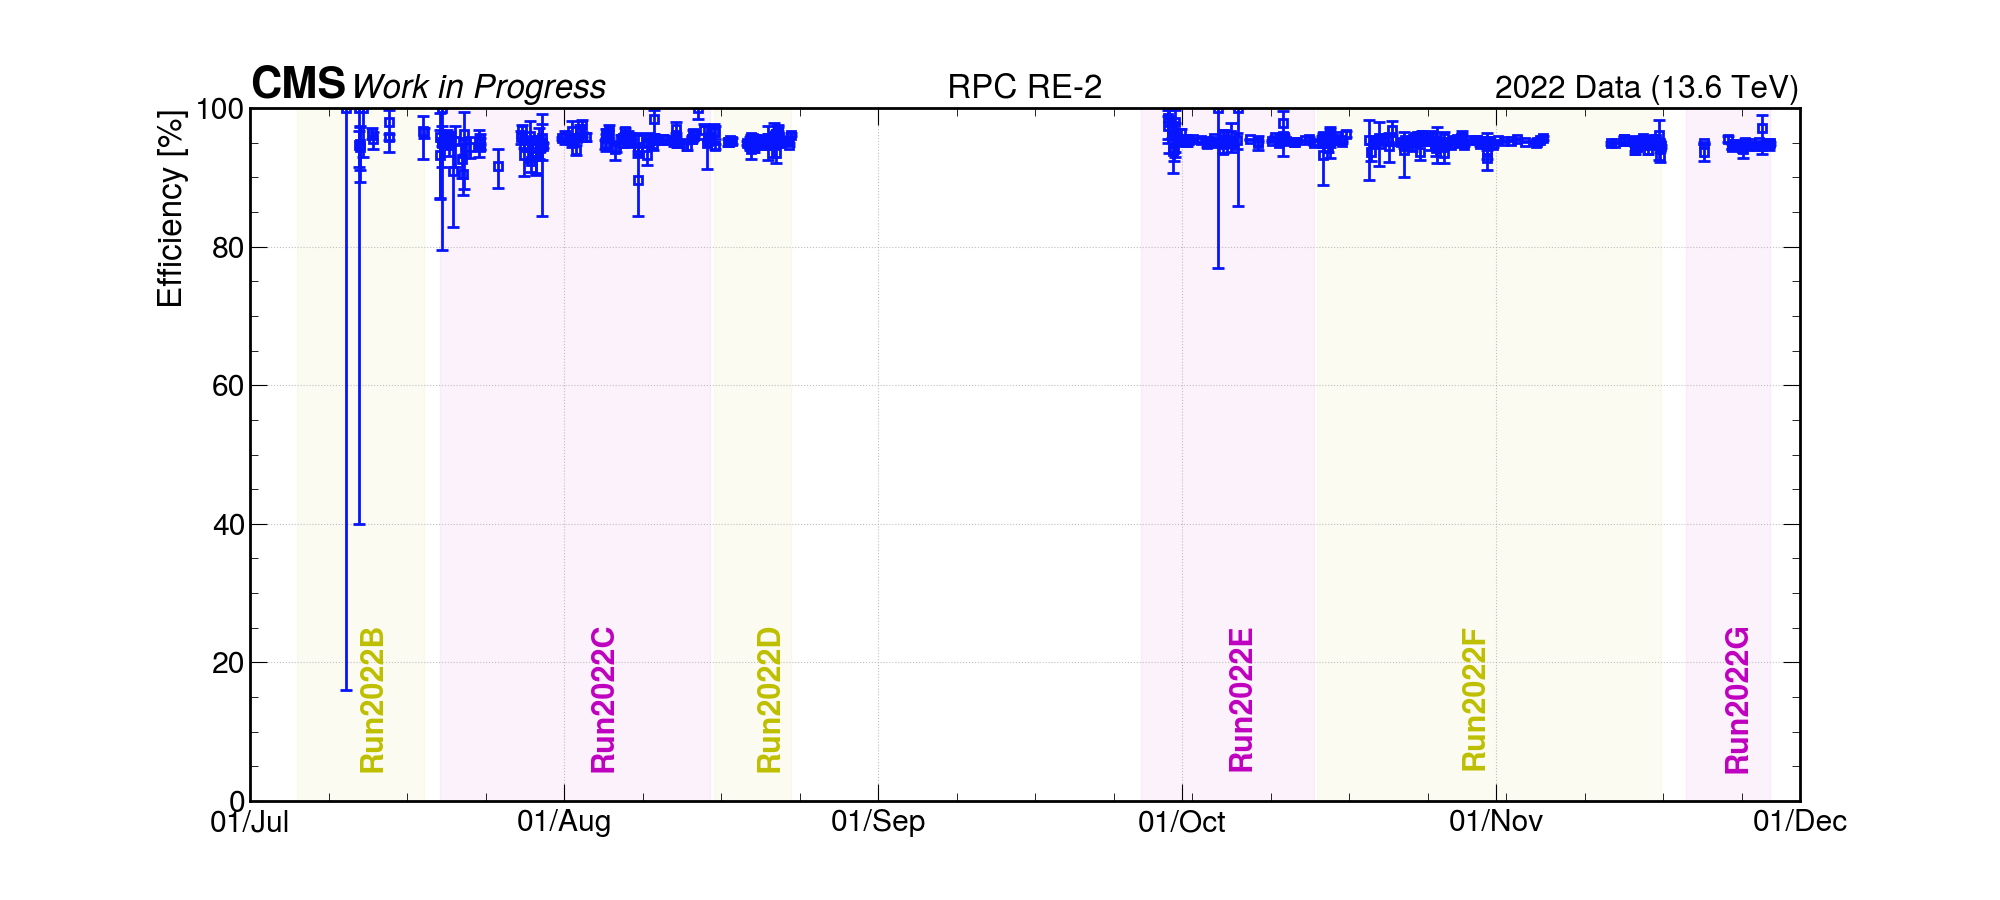 CMS Work in Progress RPC RE-2 2022 Data (13.6 TeV)
Efficiency [%]
100
80
60
40
20
0
Run2022B
Run2022C
Run2022D
Run2022E
Run2022F
Run2022G
01/Jul 01/Aug 01/Sep 01/Oct 01/Nov 01/Dec